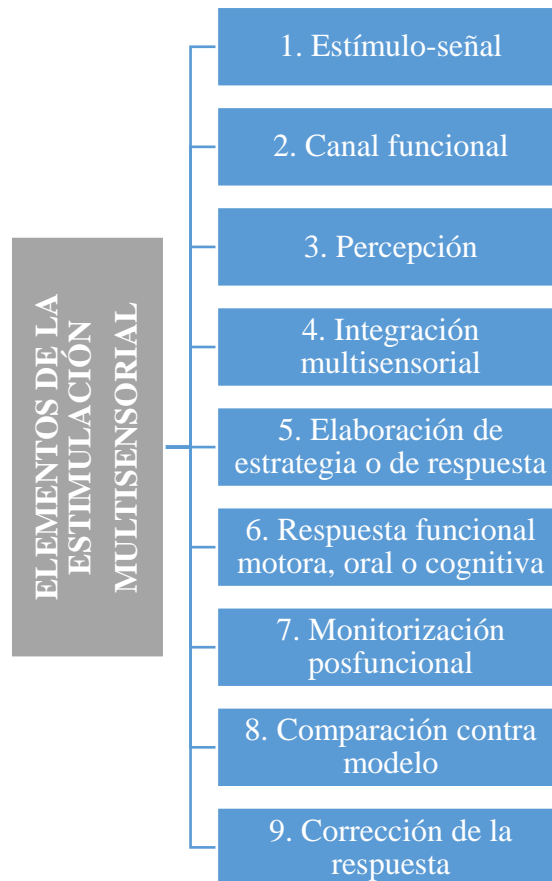 ELEMENTOS DE LA
ESTIMULACIÓN
MULTISENSORIAL
1. Estímulo-señal
2. Canal funcional
3. Percepción
4. Integración
multisensorial
5. Elaboración de
estrategia o de respuesta
6. Respuesta funcional
motora, oral o cognitiva
7. Monitorización
posfuncional
8. Comparación contra
modelo
9. Corrección de la
respuesta